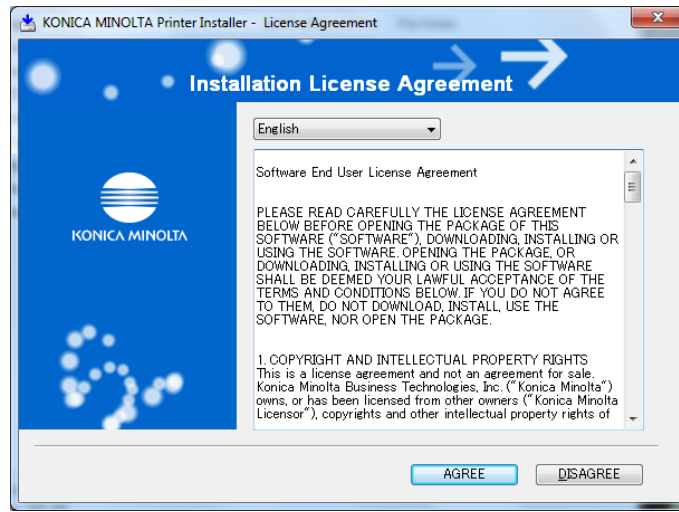 KONICA MINOLTA Printer Installer - License Agreement
Installation License Agreement
English
KONICA MINOLTA
Software End User License Agreement
PLEASE READ CAREFULLY THE LICENSE AGREEMENT
BELOW BEFORE OPENING THE PACKAGE OF THIS
SOFTWARE ("SOFTWARE"), DOWNLOADING, INSTALLING OR
USING THE SOFTWARE. OPENING THE PACKAGE, OR
DOWNLOADING, INSTALLING OR USING THE SOFTWARE
SHALL BE DEEMED YOUR LAWFUL ACCEPTANCE OF THE
TERMS AND CONDITIONS BELOW. IF YOU DO NOT AGREE
TO THEM, DO NOT DOWNLOAD, INSTALL, USE THE
SOFTWARE, NOR OPEN THE PACKAGE.
1. COPYRIGHT AND INTELLECTUAL PROPERTY RIGHTS
This is a license agreement and not an agreement for sale.
Konica Minolta Business Technologies, Inc. ("Konica Minolta")
owns, or has been licensed from other owners ("Konica Minolta
Licensor"), copyrights and other intellectual property rights of
AGREE
DISAGREE